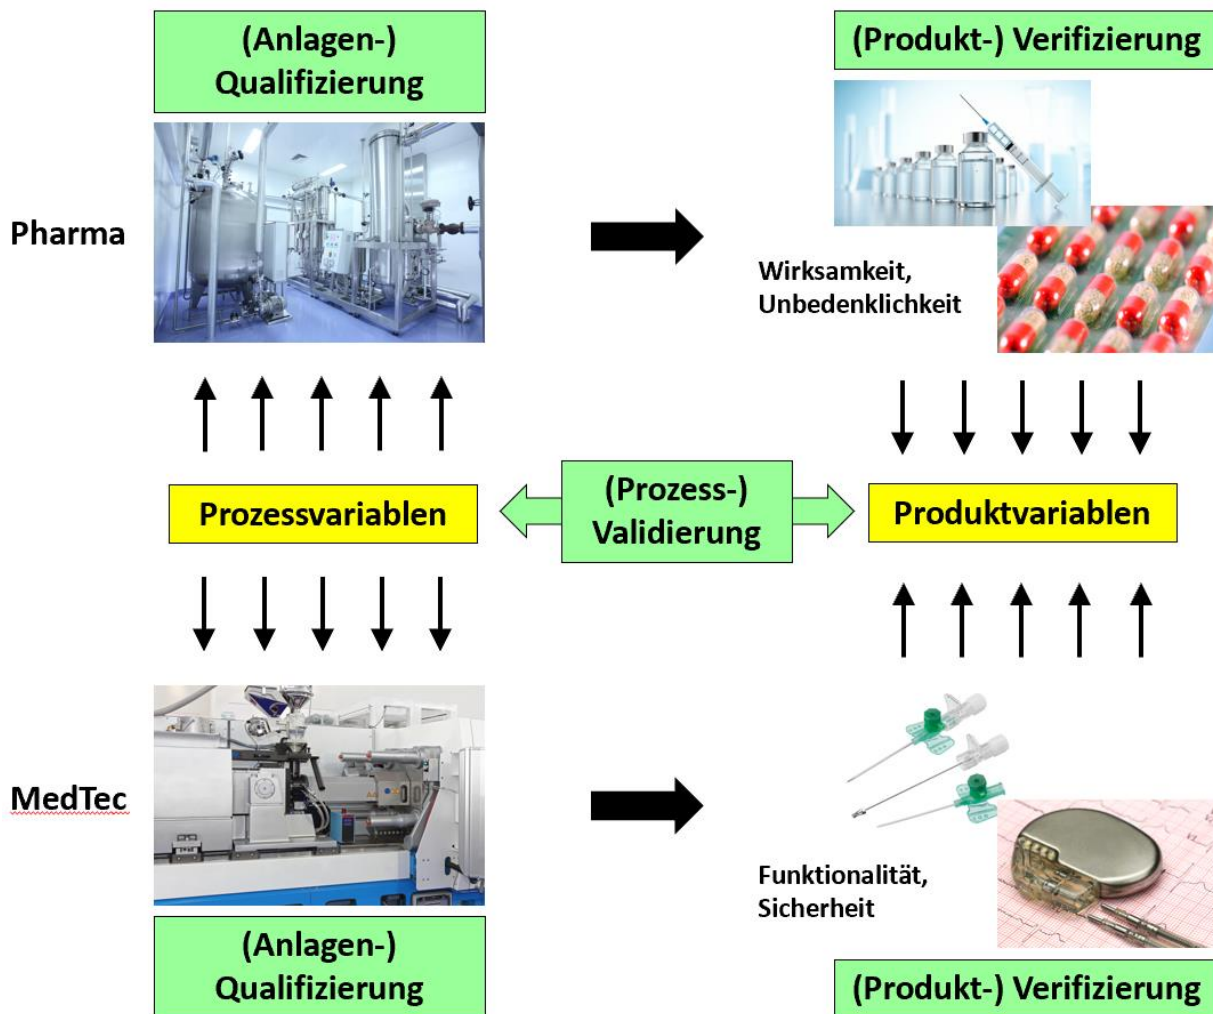 (Anlagen-)
Qualifizierung
(Produkt-) Verifizierung
Pharma
Wirksamkeit,
Unbedenklichkeit
Prozessvariablen
(Prozess-)
Validierung
Produktvariablen
MedTec
Funktionalität,
Sicherheit
(Anlagen-)
Qualifizierung
(Produkt-) Verifizierung